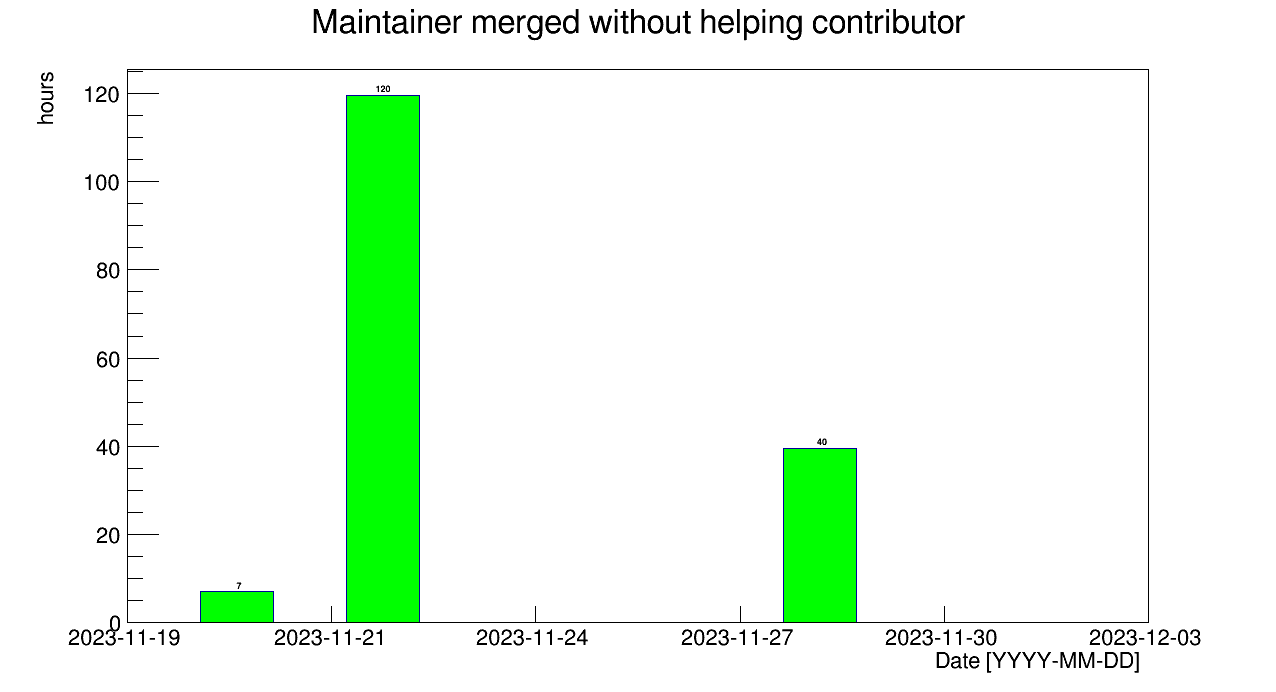 Maintainer merged without helping contributor
hours
120
100
80
60
40
20
0
120
7
40
2023-11-19 2023-11-21 2023-11-24 2023-11-27 2023-11-30 2023-12-03
Date [YYYY-MM-DD]